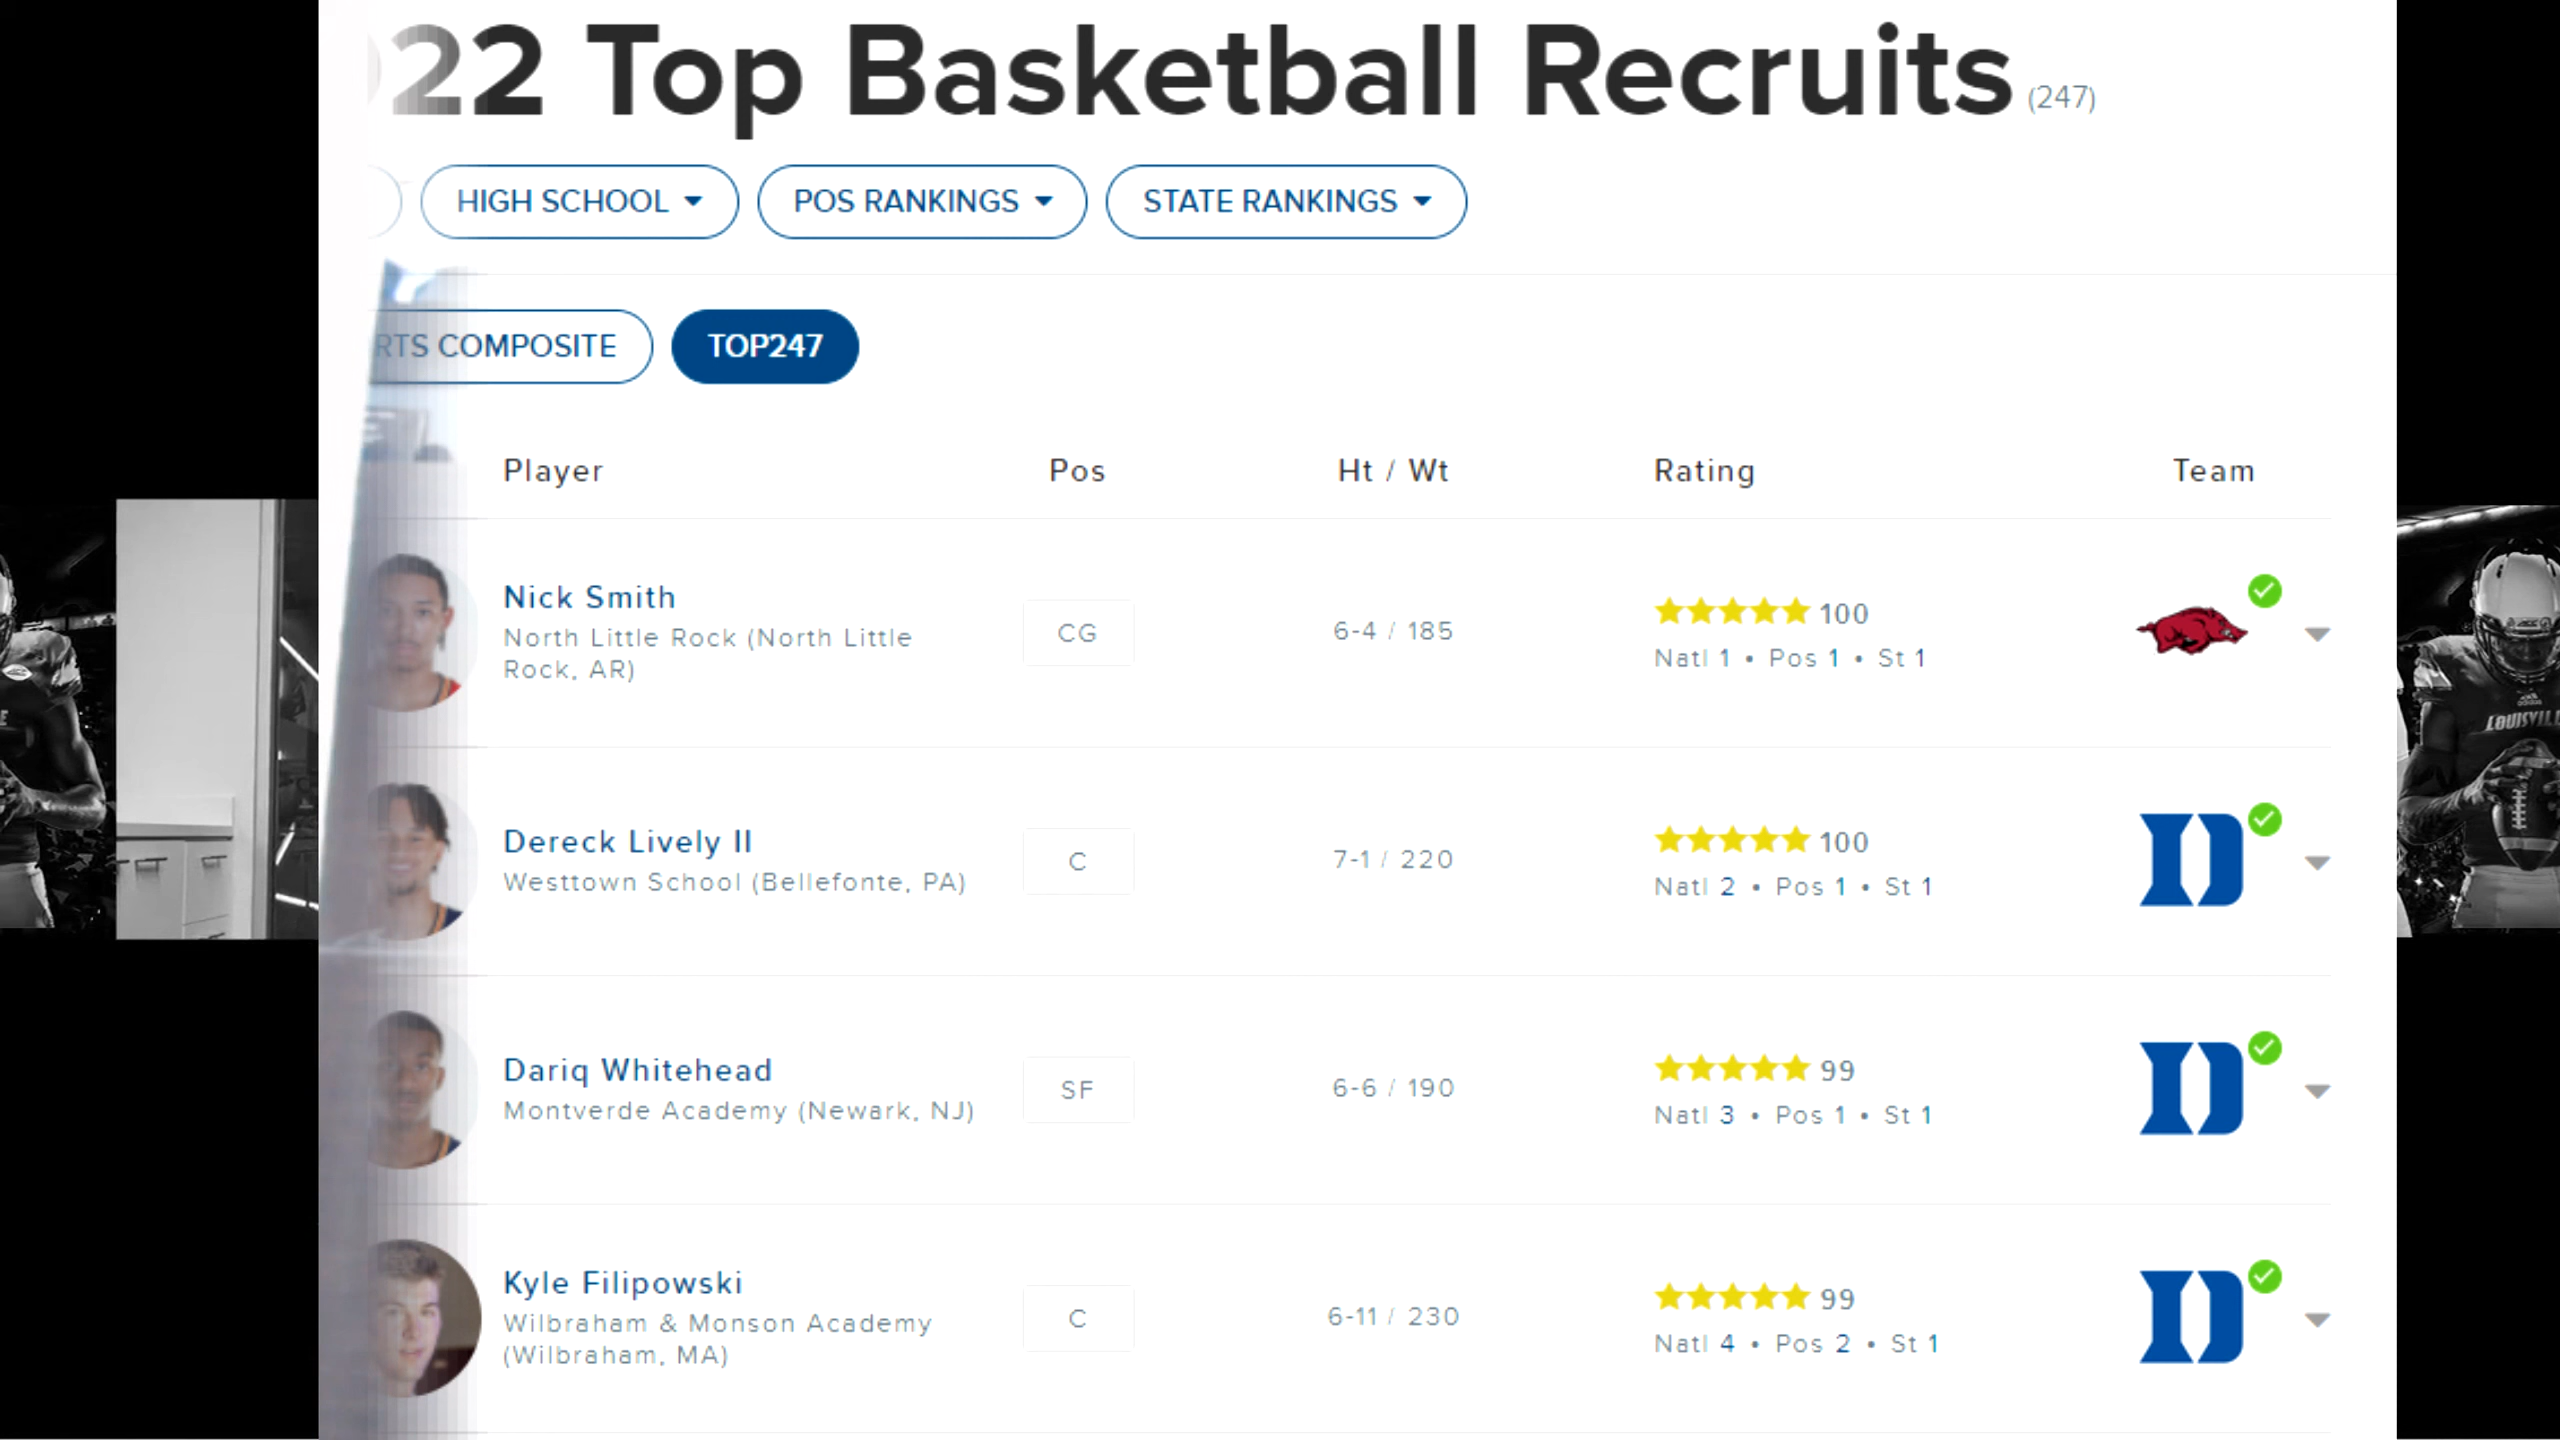 22 Top Basketball Recruits (247)
HIGH SCHOOL POS RANKINGS STATE RANKINGS
RTS COMPOSITE TOP247
Player Pos Ht / Wt Rating Team
Nick Smith
North Little Rock (North Little
Rock, AR)
CG
6-4 / 185
100
Natl 1 • Pos 1 • St 1
Dereck Lively II
Westtown School (Bellefonte, PA)
C
7-1 / 220
100
Natl 2 • Pos 1 • St 1
Dariq Whitehead
Montverde Academy (Newark, NJ)
SF
6-6 / 190
99
Natl 3 • Pos 1 • St 1
Kyle Filipowski
Wilbraham & Monson Academy
(Wilbraham, MA)
C
6-11 / 230
99
Natl 4 • Pos 2 • St 1
LOUISVILL